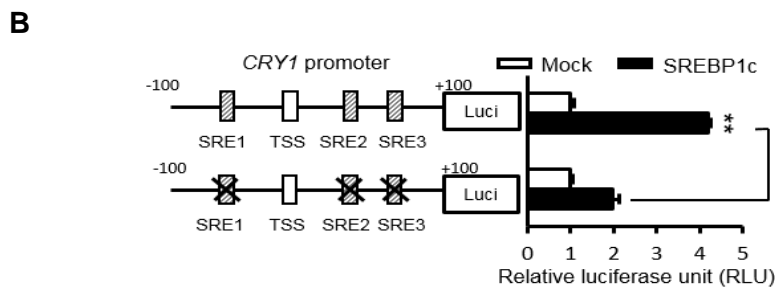 B
CRY1 promoter
Mock SREBP1c
-100 +100
Luci
SRE1 TSS SRE2 SRE3
**
-100 +100
Luci
SRE1 TSS SRE2 SRE3
0 1 2 3 4 5
Relative luciferase unit (RLU)